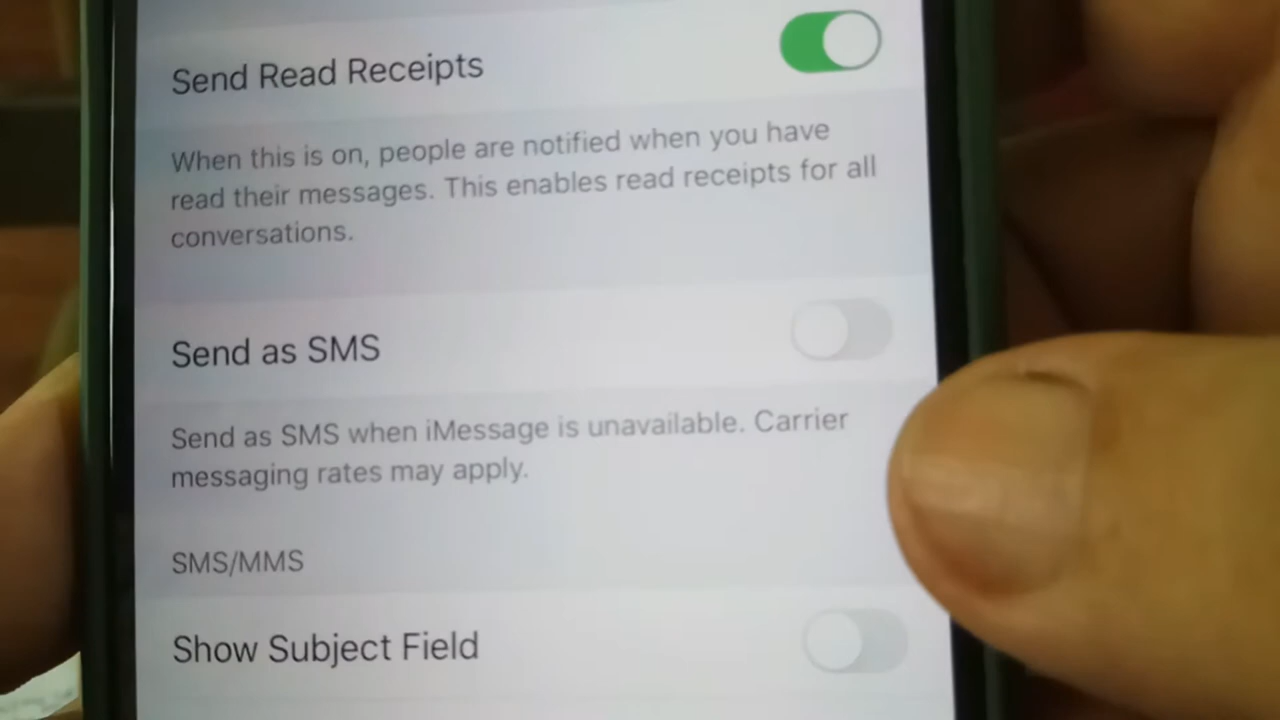 Send Read Receipts
When this is on, people are notified when you have
read their messages. This enables read receipts for all
conversations.
Send as SMS
Send as SMS when iMessage is unavailable. Carrier
messaging rates may apply.
SMS/MMS
Show Subject Field